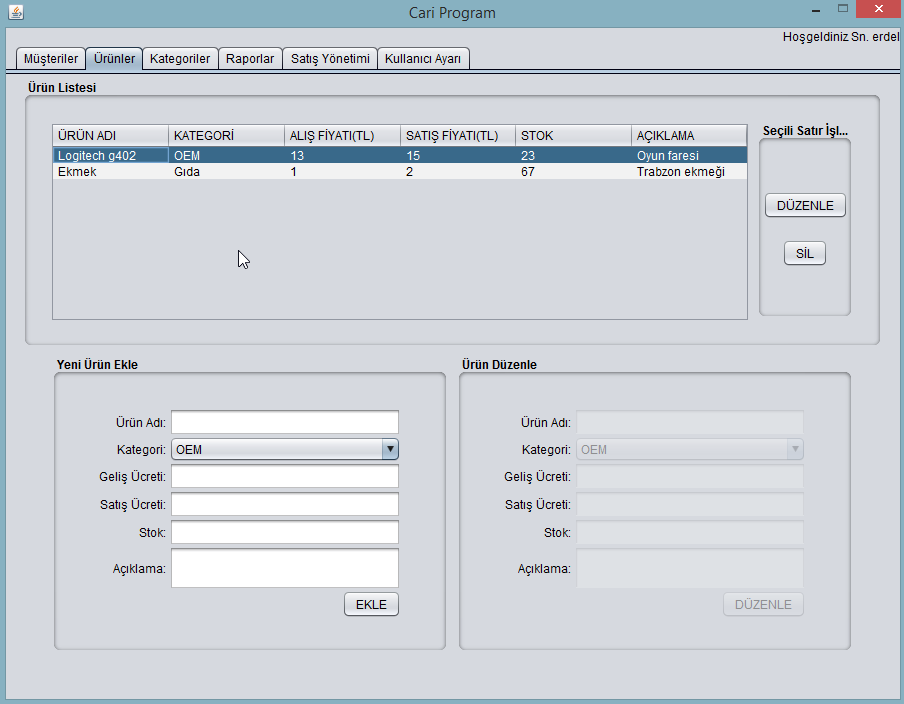 Cari Program
Hoşgeldiniz Sn. erdel
Müşteriler Ürünler Kategoriler Raporlar Satış Yönetimi Kullanıcı Ayarı
Ürün Listesi
ÜRÜN ADI KATEGORİ ALIŞ FİYATI(TL) SATIŞ FİYATI(TL) STOK AÇIKLAMA
Logitech g402 OEM 13 15 23 Oyun faresi
Ekmek Gıda 1 2 67 Trabzon ekmeği
Seçili Satır İşl...
DÜZENLE
SİL
Yeni Ürün Ekle
Ürün Adı:
Kategori: OEM
Geliş Ücreti:
Satış Ücreti:
Stok:
Açıklama:
EKLE
Ürün Düzenle
Ürün Adı:
Kategori: OEM
Geliş Ücreti:
Satış Ücreti:
Stok:
Açıklama:
DÜZENLE